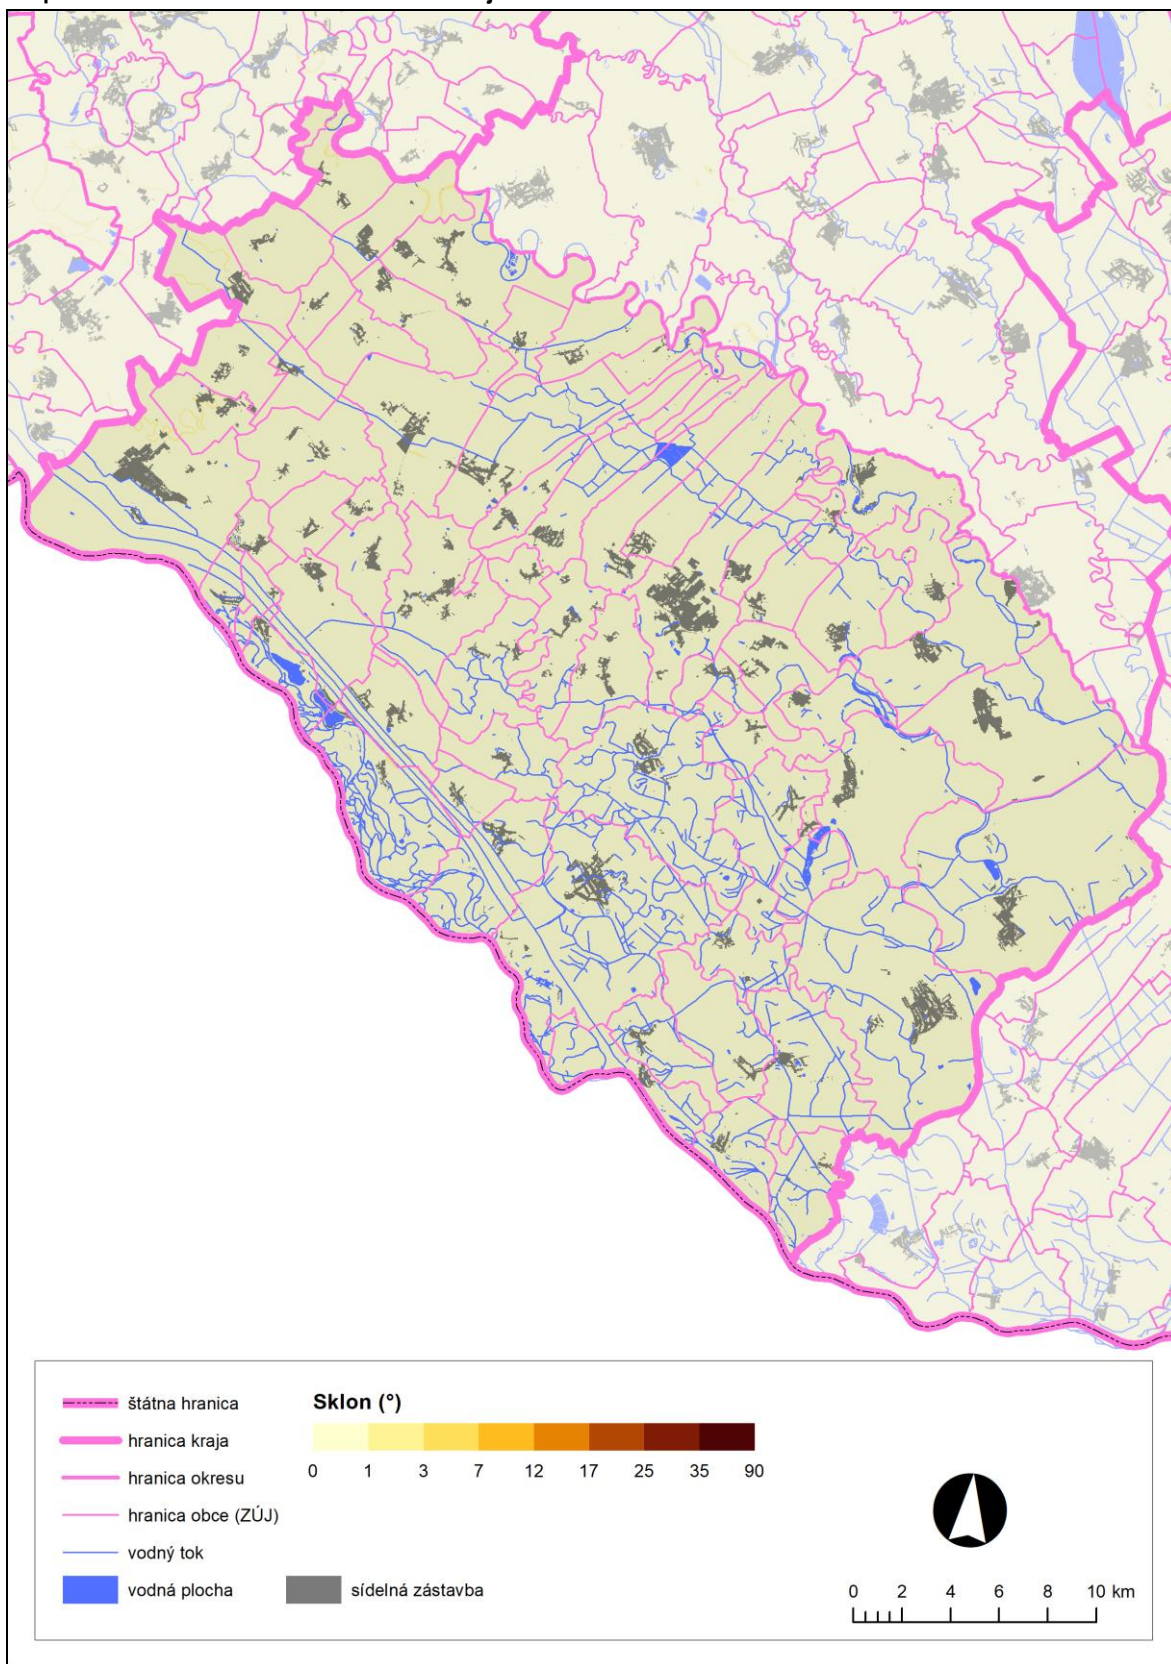 štátna hranica
hranica kraja
hranica okresu
hranica obce (ZÚJ)
vodný tok
vodná plocha
sídelná zástavba
Sklon (°)
0 1 3 7 12 17 25 35 90
0 2 4 6 8 10 km